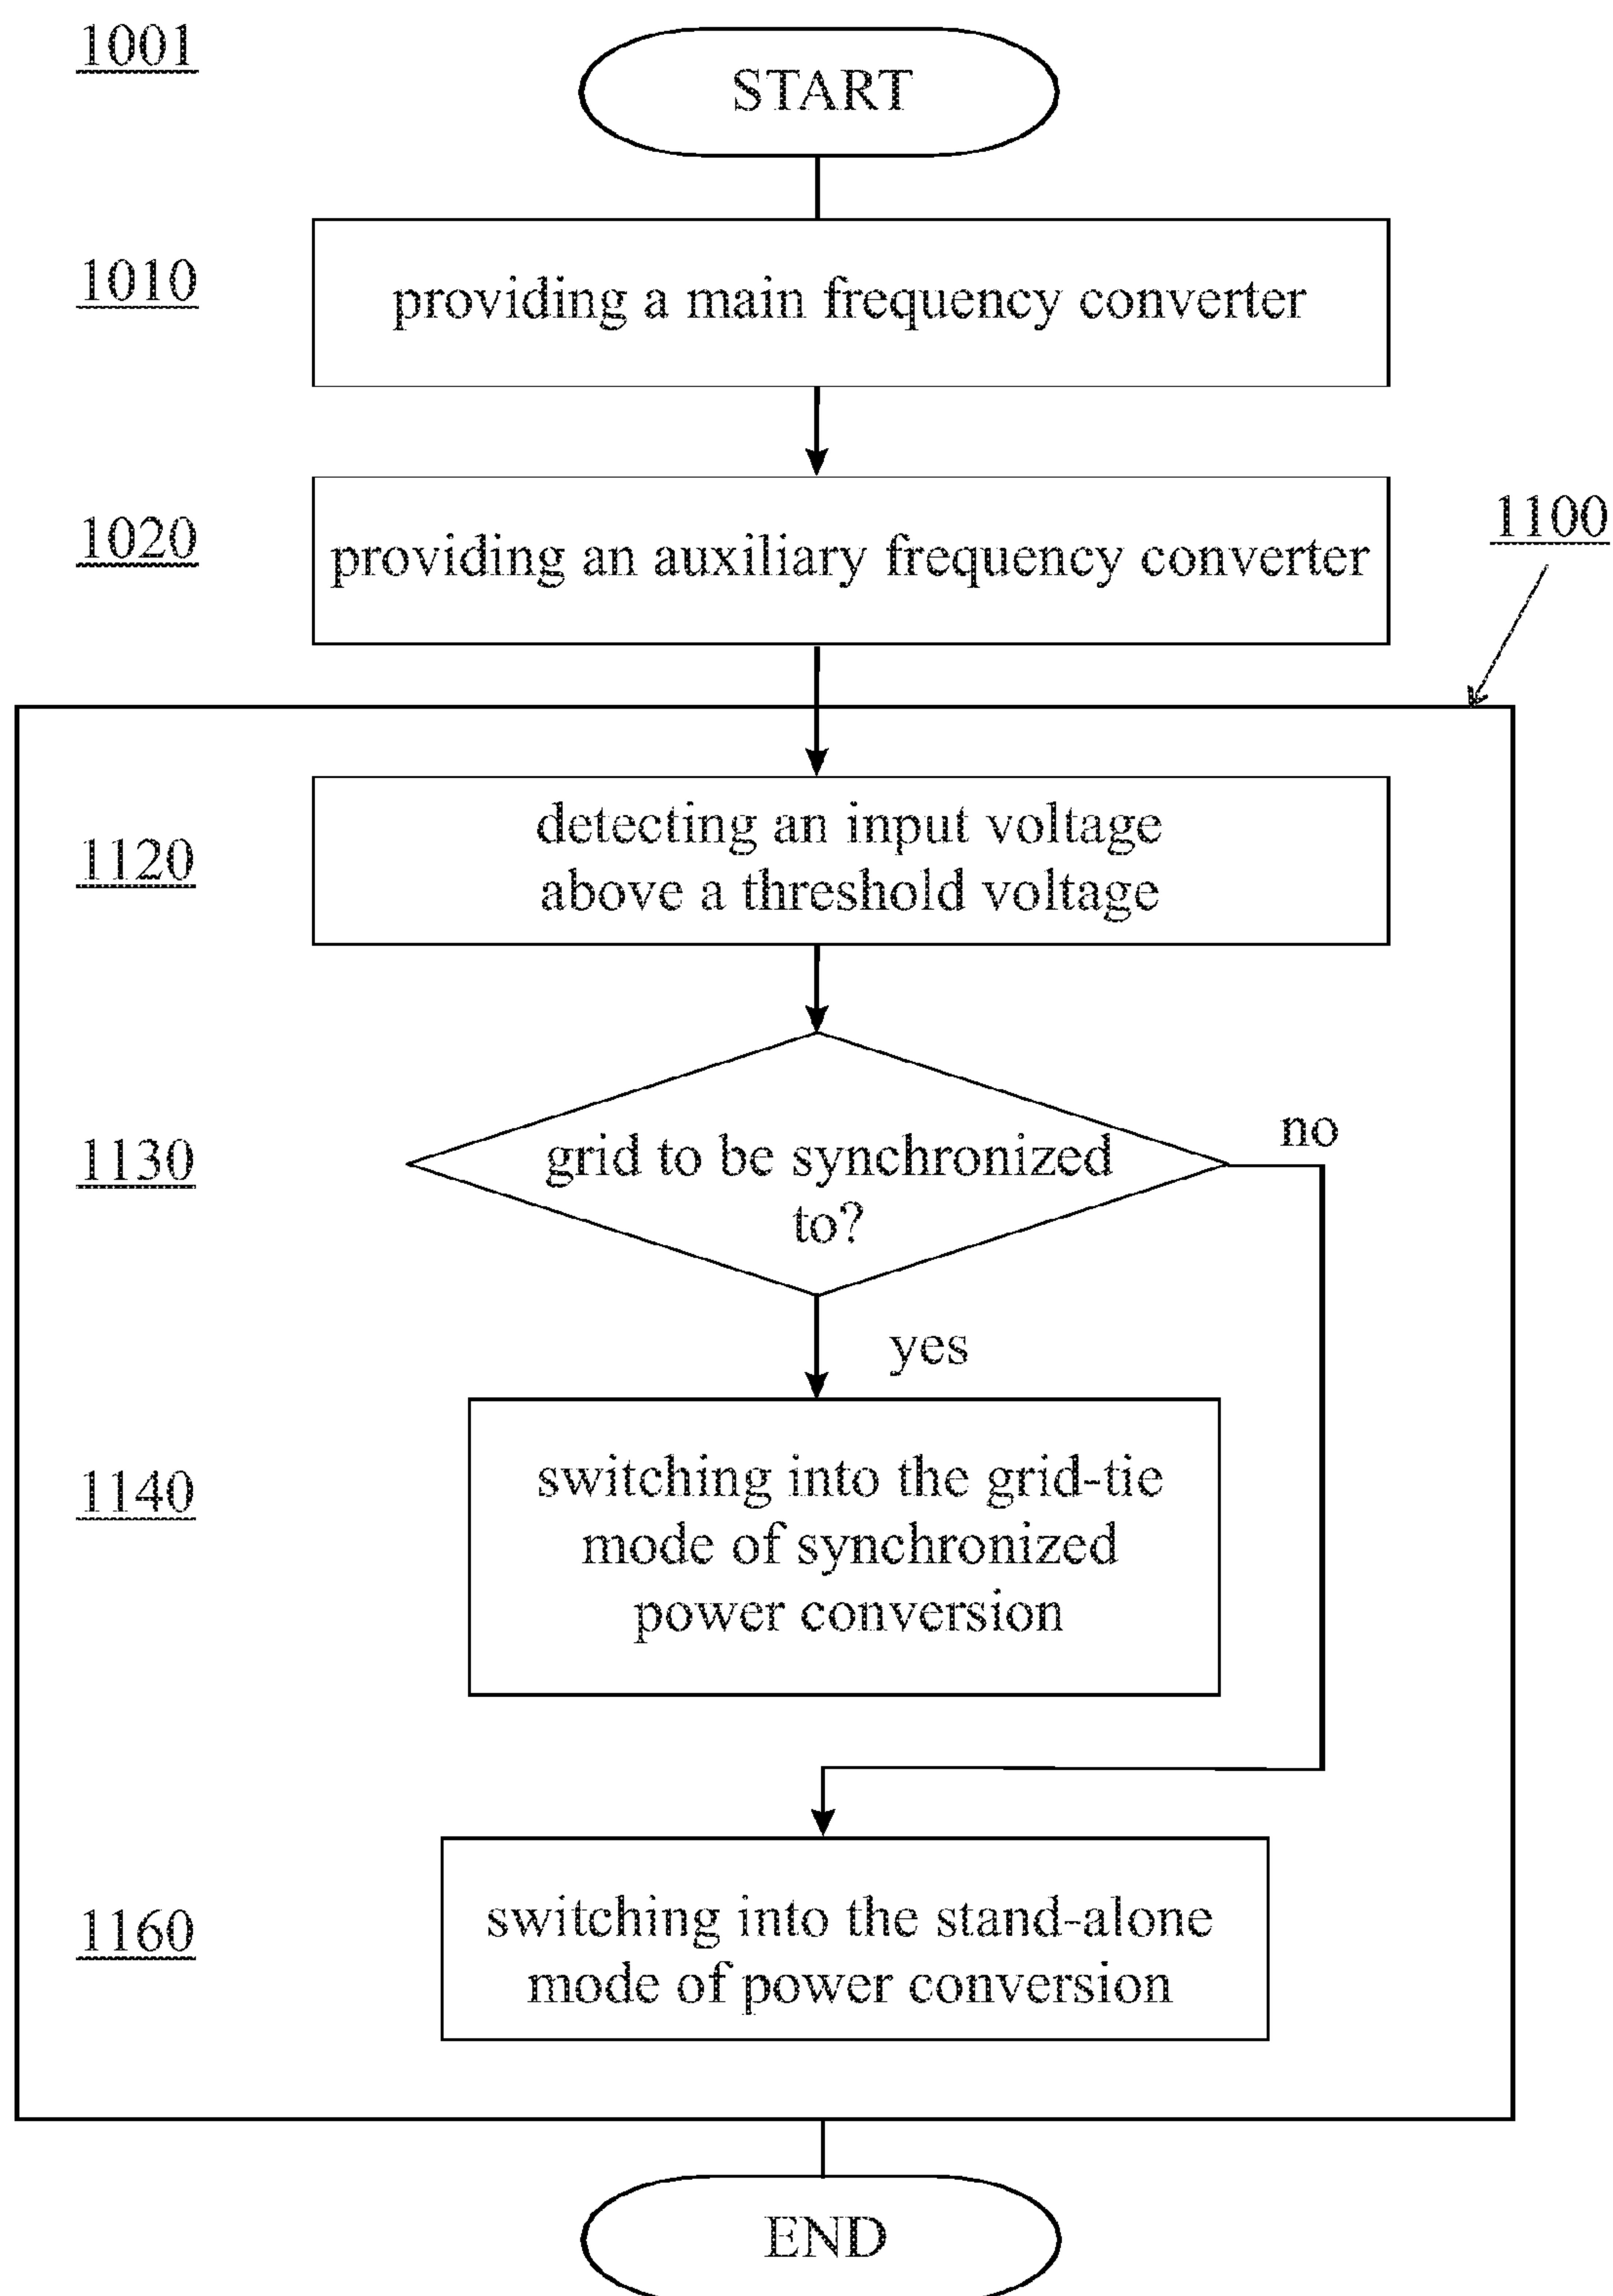 1001
START
1010
providing a main frequency converter
1020
providing an auxiliary frequency converter
1100
1120
detecting an input voltage
above a threshold voltage
1130
grid to be synchronized
to?
no
yes
1140
switching into the grid-tie
mode of synchronized
power conversion
1160
switching into the stand-alone
mode of power conversion
END